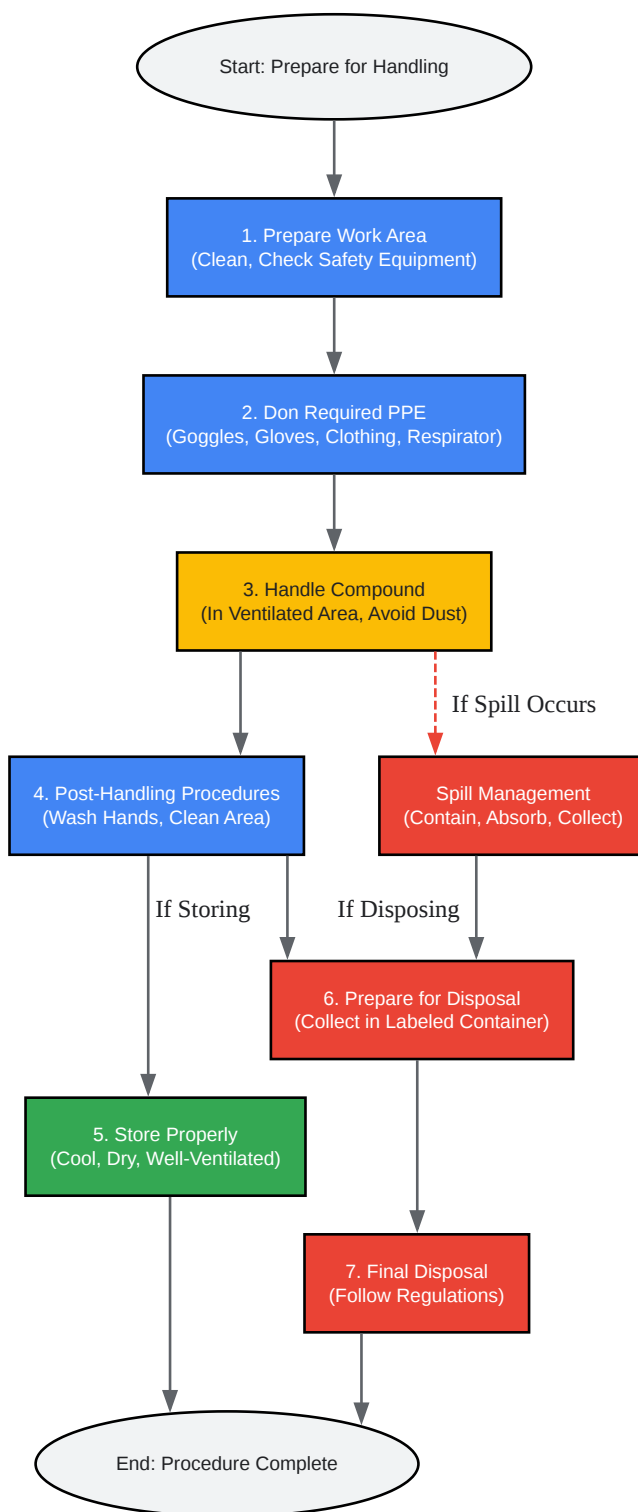 Start: Prepare for Handling
1. Prepare Work Area
(Clean, Check Safety Equipment)
2. Don Required PPE
(Goggles, Gloves, Clothing, Respirator)
3. Handle Compound
(In Ventilated Area, Avoid Dust)
If Spill Occurs
4. Post-Handling Procedures
(Wash Hands, Clean Area)
Spill Management
(Contain, Absorb, Collect)
If Storing
If Disposing
6. Prepare for Disposal
(Collect in Labeled Container)
5. Store Properly
(Cool, Dry, Well-Ventilated)
7. Final Disposal
(Follow Regulations)
End: Procedure Complete